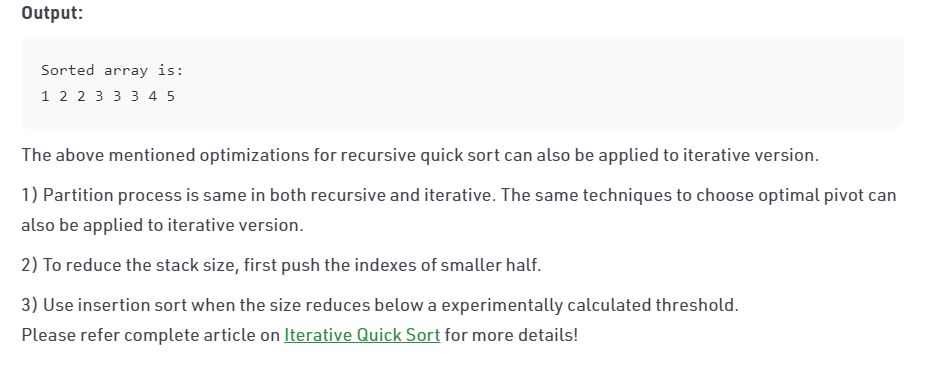 Output:
Sorted array is:
1 2 2 3 3 3 4 5
The above mentioned optimizations for recursive quick sort can also be applied to iterative version.
1) Partition process is same in both recursive and iterative. The same techniques to choose optimal pivot can
also be applied to iterative version.
2) To reduce the stack size, first push the indexes of smaller half.
3) Use insertion sort when the size reduces below a experimentally calculated threshold.
Please refer complete article on Iterative Quick Sort for more details!